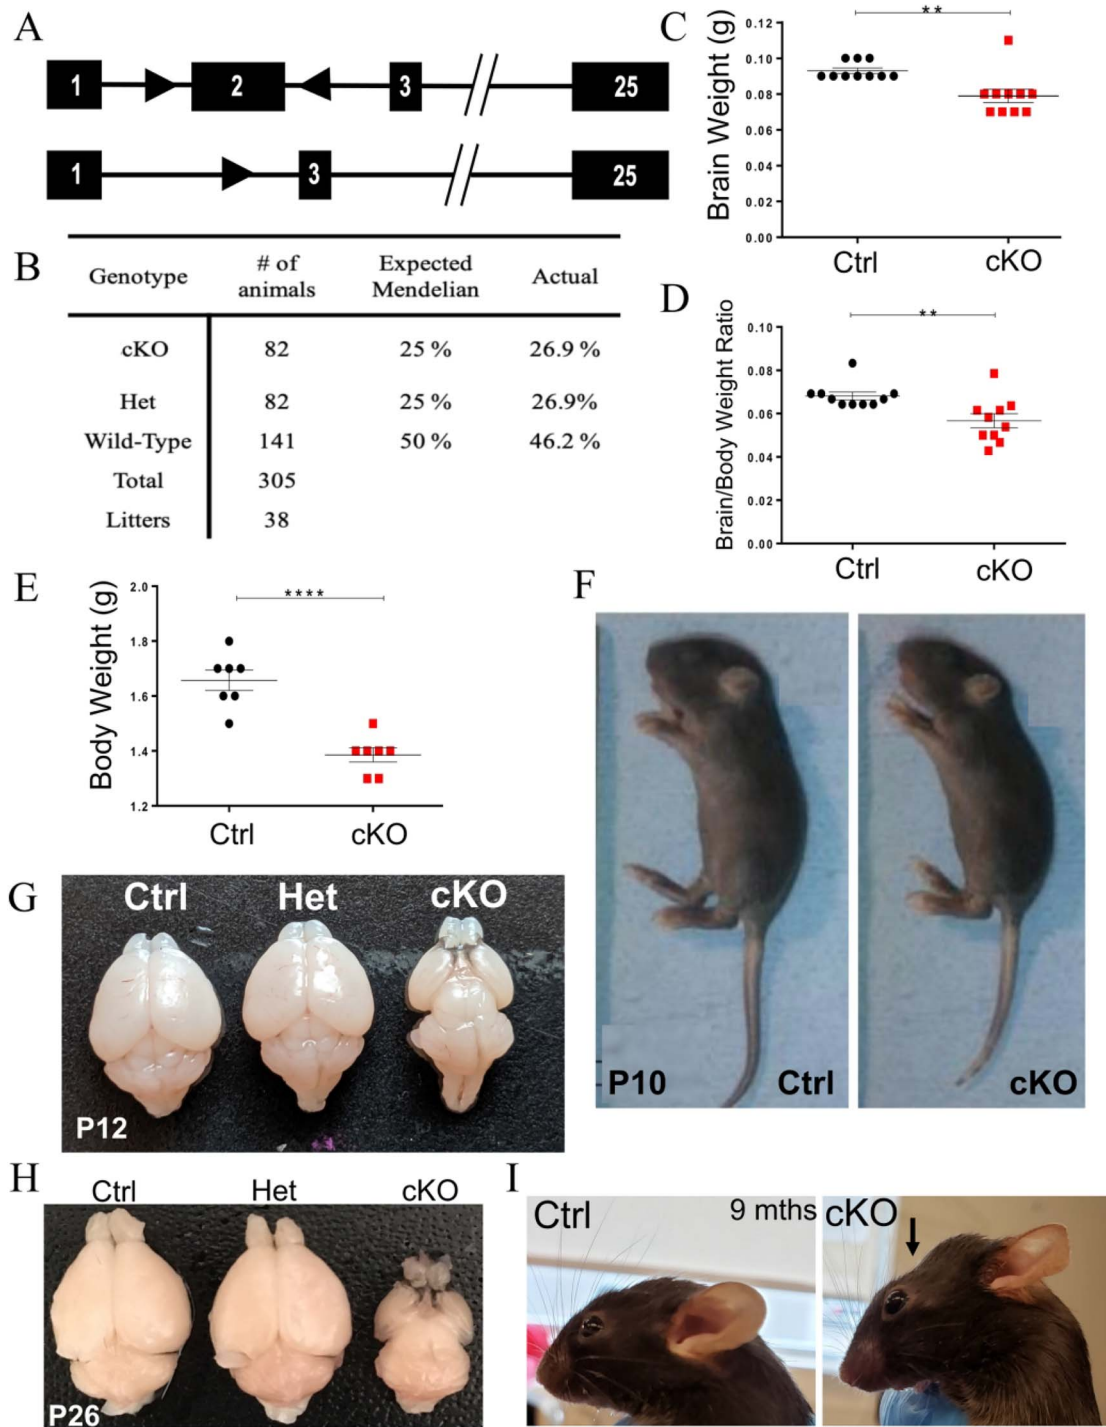 A
1
2
3
25
1
3
25
B
Genotype
# of
animals
Expected
Mendelian
Actual
cKO
82
25 %
26.9 %
Het
82
25 %
26.9%
Wild-Type
141
50 %
46.2 %
Total
305
Litters
38
C
**
Brain Weight (g)
0.12
0.10
0.08
0.06
0.04
0.02
0.00
Ctrl
cKO
D
**
Brain/Body Weight Ratio
0.10
0.08
0.06
0.04
0.02
0.00
Ctrl
cKO
E
****
Body Weight (g)
2.0
1.8
1.6
1.4
1.2
Ctrl
cKO
F
P10
Ctrl
cKO
G
Ctrl
Het
cKO
P12
H
Ctrl
Het
cKO
P26
I
Ctrl
9 mths
cKO